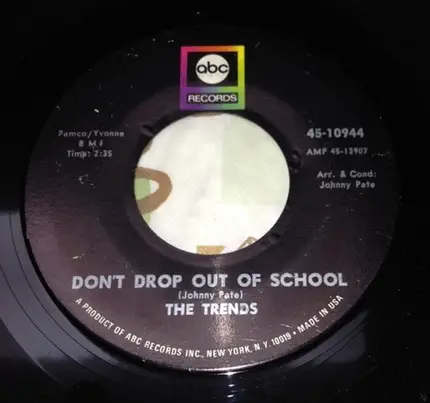 abc
RECORDS
Pamco/Yvonne
BMI
Time: 2:35
45-10944
AMP 45-13907
Arr. & Cond:
Johnny Pate
DON'T DROP OUT OF SCHOOL
(Johnny Pate)
THE TRENDS
A PRODUCT OF ABC RECORDS INC., NEW YORK, N.Y. 10019 • MADE IN USA